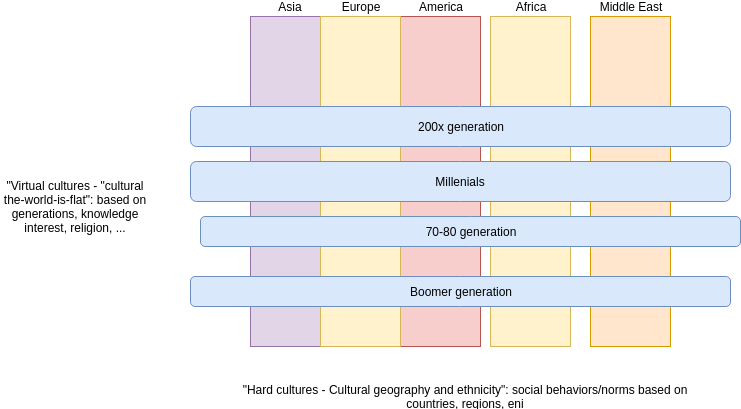 Asia Europe America Africa Middle East
200x generation
Millenials
"Virtual cultures - "cultural
the-world-is-flat": based on
generations, knowledge
interest, religion, ...
70-80 generation
Boomer generation
"Hard cultures - Cultural geography and ethnicity": social behaviors/norms based on
countries, regions, eni